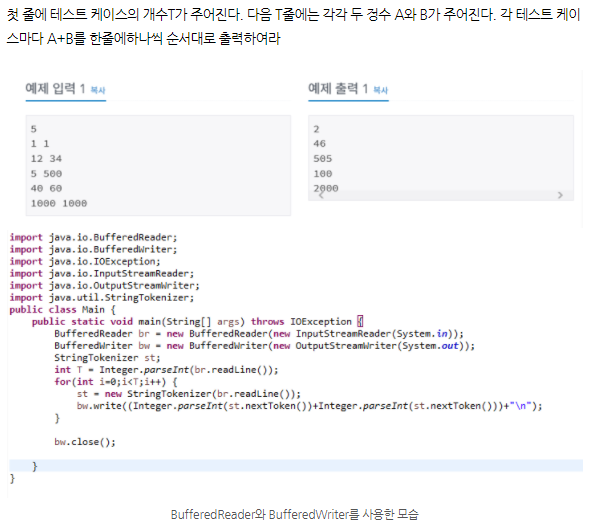 첫 줄에 테스트 케이스의 개수T가 주어진다. 다음 T줄에는 각각 두 정수 A와 B가 주어진다. 각 테스트 케이
스마다 A+B를 한줄에하나씩 순서대로 출력하여라
예제 입력 1 복사
5
1 1
12 34
5 500
40 60
1000 1000
예제 출력 1 복사
2
46
505
100
2000
import java.io.BufferedReader;
import java.io.BufferedWriter;
import java.io.IOException;
import java.io.InputStreamReader;
import java.io.OutputStreamWriter;
import java.util.StringTokenizer;
public class Main {
    public static void main(String[] args) throws IOException {
        BufferedReader br = new BufferedReader(new InputStreamReader(System.in));
        BufferedWriter bw = new BufferedWriter(new OutputStreamWriter(System.out));
        StringTokenizer st;
        int T = Integer.parseInt(br.readLine());
        for(int i=0;i<T;i++) {
            st = new StringTokenizer(br.readLine());
            bw.write((Integer.parseInt(st.nextToken())+Integer.parseInt(st.nextToken()))+"\n");
        }
        bw.close();
    }
}
BufferedReader와 BufferedWriter를 사용한 모습